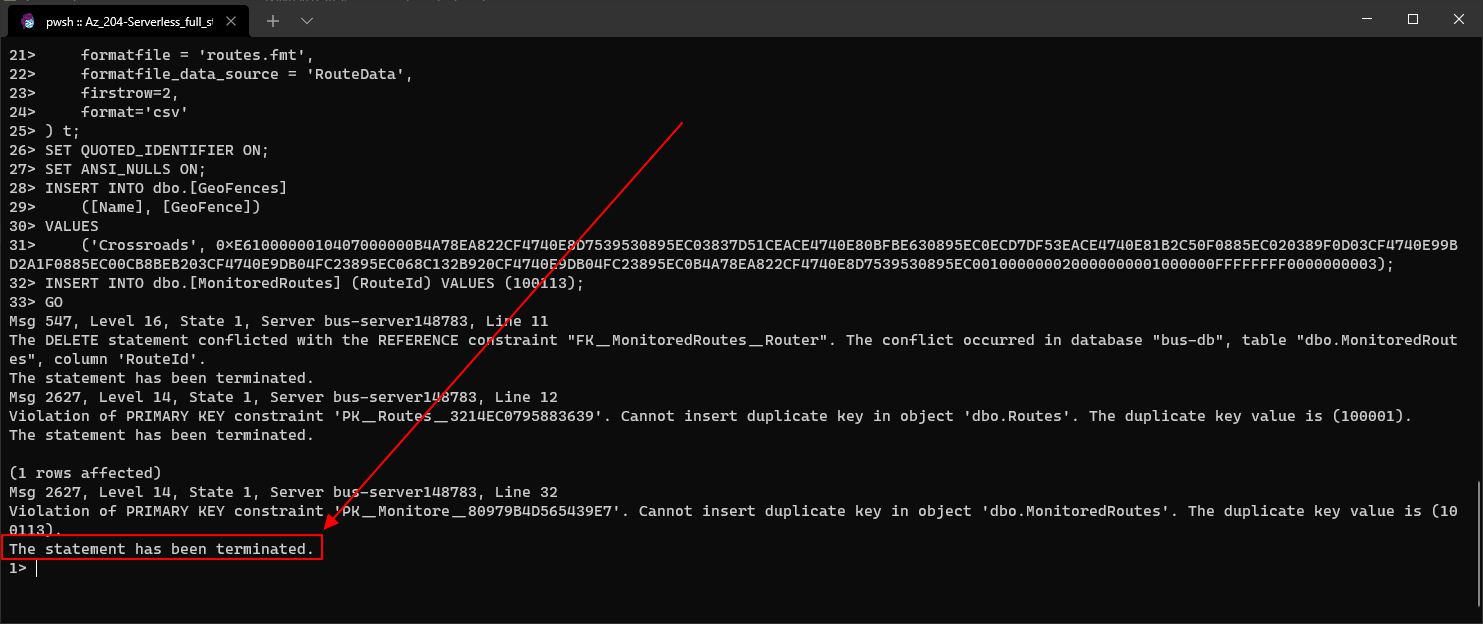 pwsh :: Az_204-Serverless_full_st
21>     formatfile = 'routes.fmt',
22>     formatfile_data_source = 'RouteData',
23>     firstrow=2,
24>     format='csv'
25> ) t;
26> SET QUOTED_IDENTIFIER ON;
27> SET ANSI_NULLS ON;
28> INSERT INTO dbo.[GeoFences]
29>     ([Name], [GeoFence])
30> VALUES
31>     ('Crossroads', 0×E6100000010407000000B4A78EA822CF4740E8D7539530895EC03837D51CEACE4740E80BFBE630895EC0ECD7DF53EACE4740E81B2C50F0885EC020389F0D03CF4740E99B
D2A1F0885EC00CB8BEB203CF4740E9DB04FC23895EC068C132B920CF4740E9DB04FC23895EC0B4A78EA822CF4740E8D7539530895EC001000000020000000001000000FFFFFFFF0000000003);
32> INSERT INTO dbo.[MonitoredRoutes] (RouteId) VALUES (100113);
33> GO
Msg 547, Level 16, State 1, Server bus-server148783, Line 11
The DELETE statement conflicted with the REFERENCE constraint "FK__MonitoredRoutes__Router". The conflict occurred in database "bus-db", table "dbo.MonitoredRout
es", column 'RouteId'.
The statement has been terminated.
Msg 2627, Level 14, State 1, Server bus-server148783, Line 12
Violation of PRIMARY KEY constraint 'PK__Routes__3214EC0795883639'. Cannot insert duplicate key in object 'dbo.Routes'. The duplicate key value is (100001).
The statement has been terminated.
(1 rows affected)
Msg 2627, Level 14, State 1, Server bus-server148783, Line 32
Violation of PRIMARY KEY constraint 'PK__Monitore__80979B4D565439E7'. Cannot insert duplicate key in object 'dbo.MonitoredRoutes'. The duplicate key value is (10
0113).
The statement has been terminated.
1>